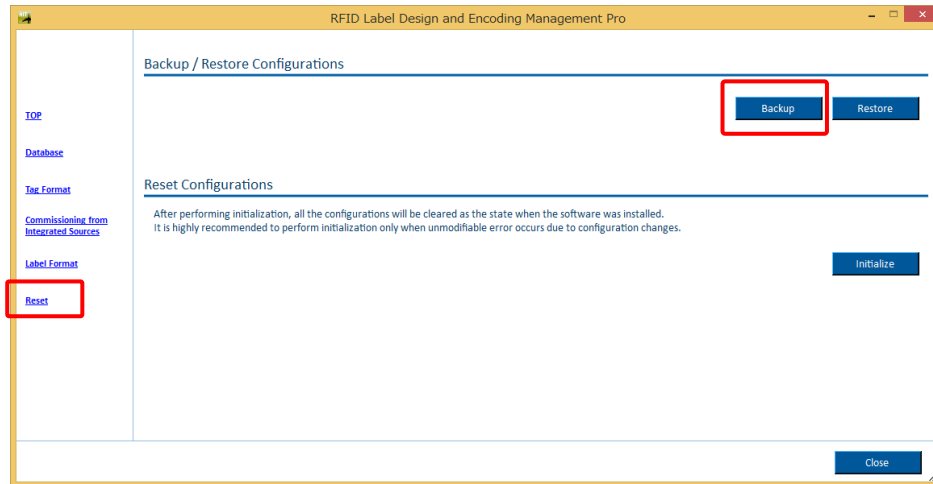 RFID Label Design and Encoding Management Pro
Backup / Restore Configurations
Backup
Restore
TOP
Database
Tag Format
Commissioning from
Integrated Sources
Label Format
Reset
Reset Configurations
After performing initialization, all the configurations will be cleared as the state when the software was installed.
It is highly recommended to perform initialization only when unmodifiable error occurs due to configuration changes.
Initialize
Close